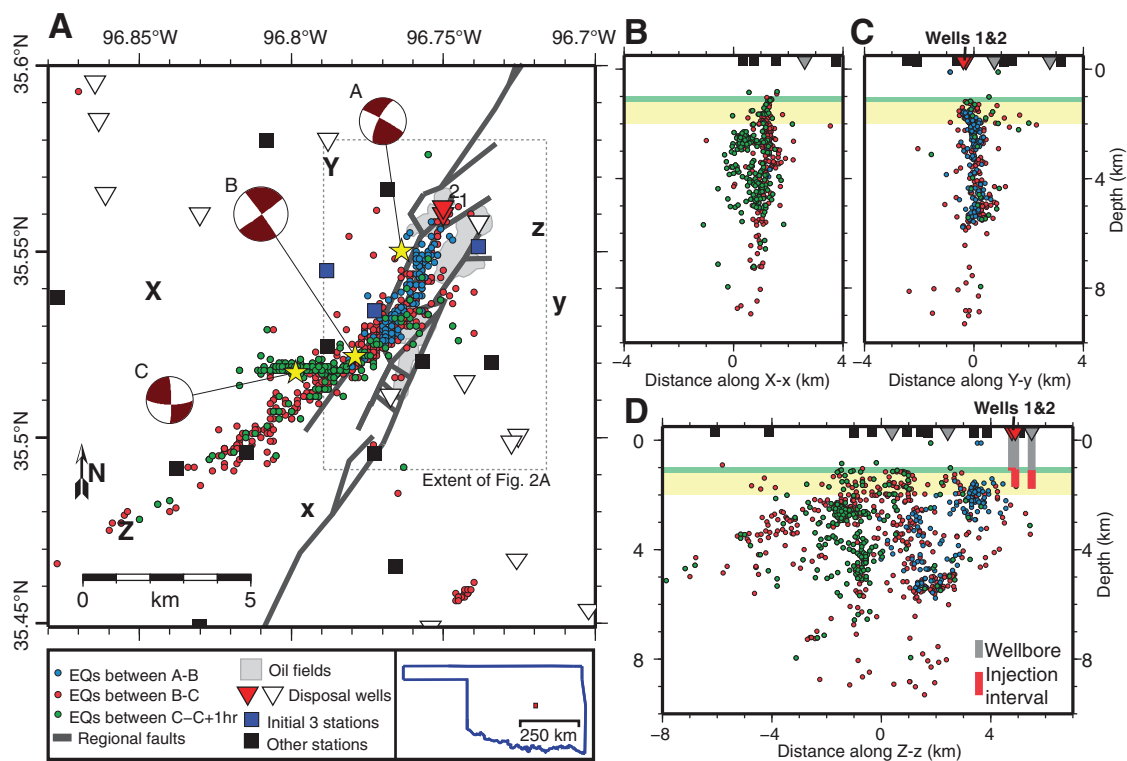 A
96.85°W
96.8°W
96.75°W
96.7°W
35.6°N
35.55°N
35.5°N
35.45°N
A
B
C
Y
X
z
y
x
Z
2
1
N
Extent of Fig. 2A
0 km 5
EQs between A-B
EQs between B-C
EQs between C–C+1hr
Regional faults
Oil fields
Disposal wells
Initial 3 stations
Other stations
250 km
B
−4 0 4
Distance along X-x (km)
C
Wells 1&2
0
4
8
Depth (km)
−4 0 4
Distance along Y-y (km)
D
Wells 1&2
0
4
8
0
4
8
Depth (km)
Wellbore
Injection
interval
−8 −4 0 4
Distance along Z-z (km)